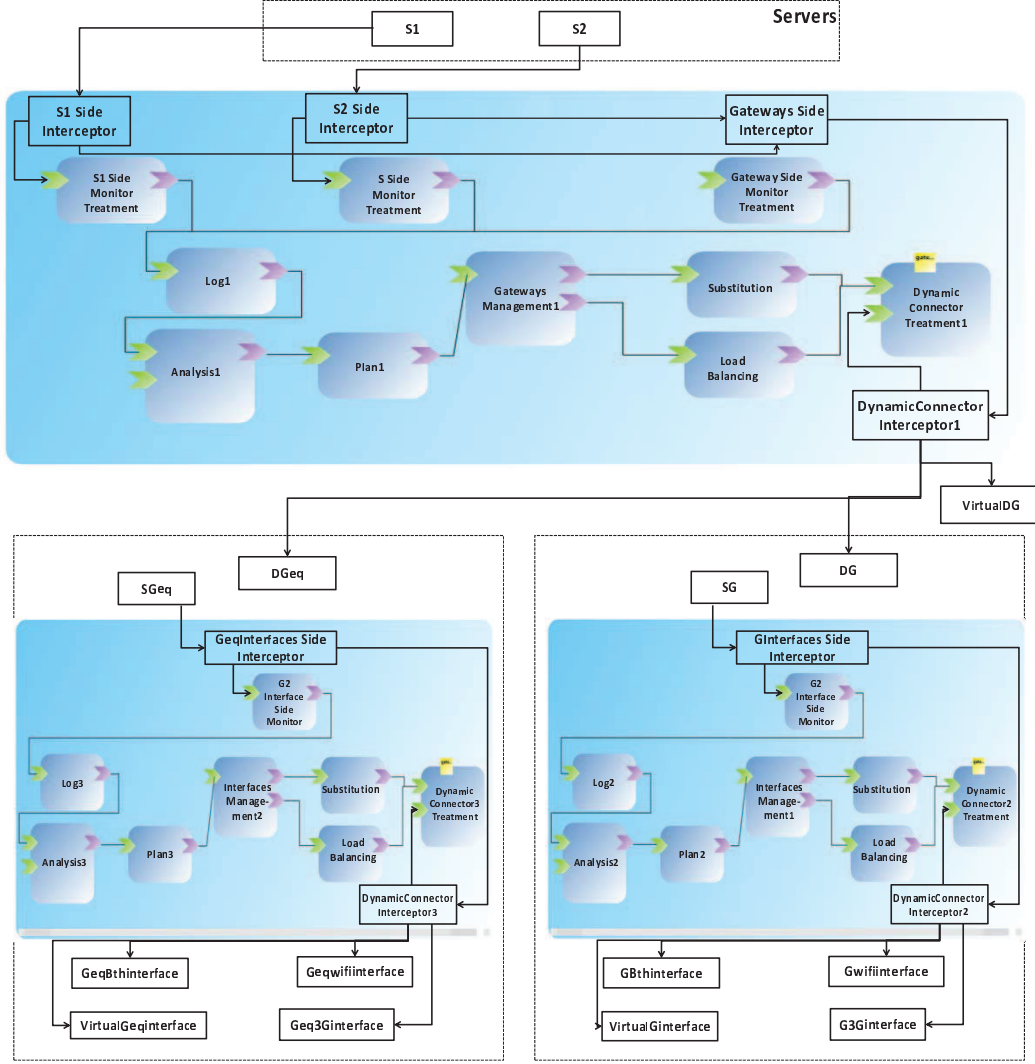 Servers
S1
S2
S1 Side
Interceptor
S2 Side
Interceptor
Gateways Side
Interceptor
S1 Side
Monitor
Treatment
S Side
Monitor
Treatment
Gateway Side
Monitor
Treatment
Log1
Gateways
Management1
Substitution
gate...
Dynamic
Connector
Treatment1
Analysis1
Plan1
Load
Balancing
DynamicConnector
Interceptor1
VirtualDG
DGeq
SGeq
GeqInterfaces Side
Interceptor
G2
Interface
Side
Monitor
Log3
Interfaces
Manage-
ment2
Substitution
Dynamic
Connector3
Treatment
Analysis3
Plan3
Load
Balancing
DynamicConnector
Interceptor3
GeqBthinterface
Geqwifiinterface
VirtualGeqinterface
Geq3Ginterface
DG
SG
GInterfaces Side
Interceptor
G2
Interface
Side
Monitor
Log2
Interfaces
Manage-
ment1
Substitution
Dynamic
Connector2
Treatment
Analysis2
Plan2
Load
Balancing
DynamicConnector
Interceptor2
GBthinterface
Gwifiinterface
VirtualGinterface
G3Ginterface